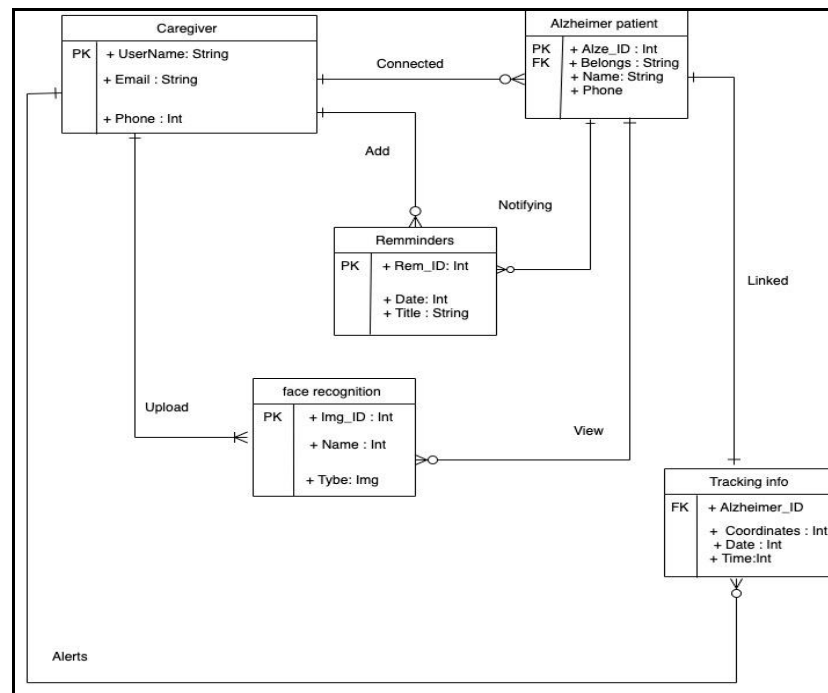 Caregiver
PK + UserName: String
+ Email : String
+ Phone : Int
Alzheimer patient
PK + Alze_ID : Int
FK + Belongs : String
+ Name: String
+ Phone
Connected
Add
Notifying
Linked
Remminders
PK + Rem_ID: Int
+ Date: Int
+ Title : String
Upload
face recognition
PK + Img_ID : Int
+ Name : Int
+ Tybe: Img
View
Tracking info
FK + Alzheimer_ID
+ Coordinates : Int
+ Date : Int
+ Time:Int
Alerts